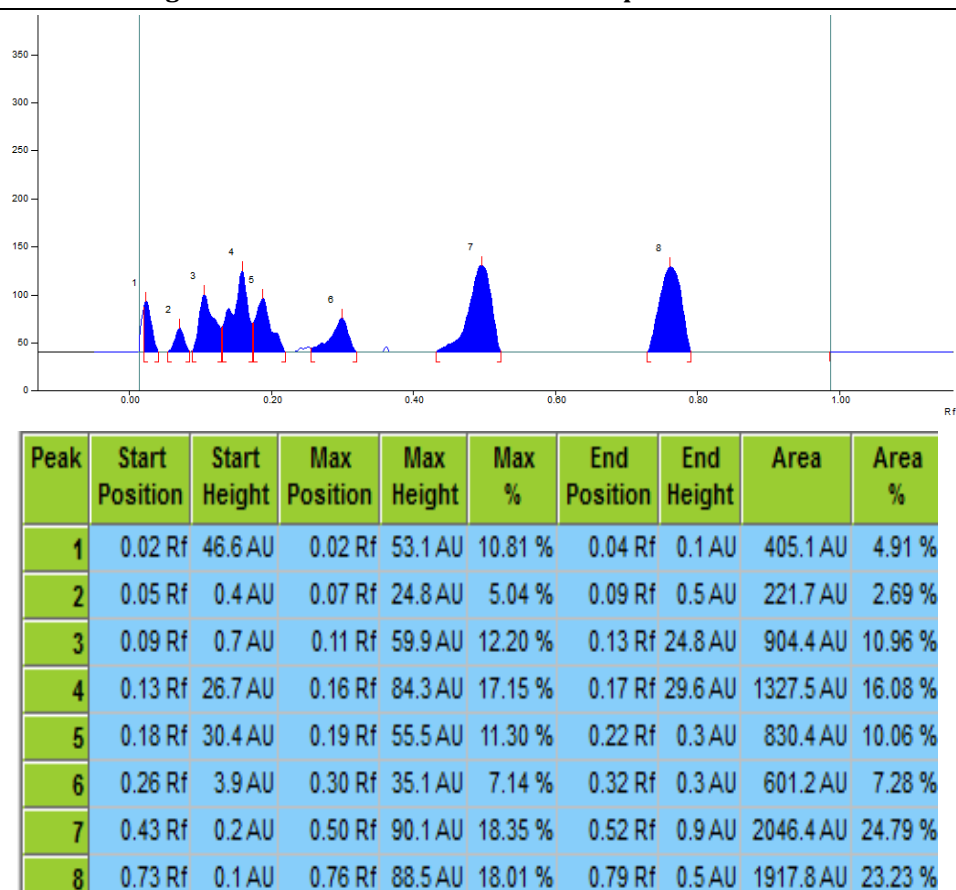 350
300
250
200
150
100
50
0
1
2
3
4
5
6
7
8
0.00 0.20 0.40 0.60 0.80 1.00
Rf
Peak Start Position Start Height Max Position Max Height Max % End Position End Height Area Area %
1 0.02 Rf 46.6 AU 0.02 Rf 53.1 AU 10.81 % 0.04 Rf 0.1 AU 405.1 AU 4.91 %
2 0.05 Rf 0.4 AU 0.07 Rf 24.8 AU 5.04 % 0.09 Rf 0.5 AU 221.7 AU 2.69 %
3 0.09 Rf 0.7 AU 0.11 Rf 59.9 AU 12.20 % 0.13 Rf 24.8 AU 904.4 AU 10.96 %
4 0.13 Rf 26.7 AU 0.16 Rf 84.3 AU 17.15 % 0.17 Rf 29.6 AU 1327.5 AU 16.08 %
5 0.18 Rf 30.4 AU 0.19 Rf 55.5 AU 11.30 % 0.22 Rf 0.3 AU 830.4 AU 10.06 %
6 0.26 Rf 3.9 AU 0.30 Rf 35.1 AU 7.14 % 0.32 Rf 0.3 AU 601.2 AU 7.28 %
7 0.43 Rf 0.2 AU 0.50 Rf 90.1 AU 18.35 % 0.52 Rf 0.9 AU 2046.4 AU 24.79 %
8 0.73 Rf 0.1 AU 0.76 Rf 88.5 AU 18.01 % 0.79 Rf 0.5 AU 1917.8 AU 23.23 %